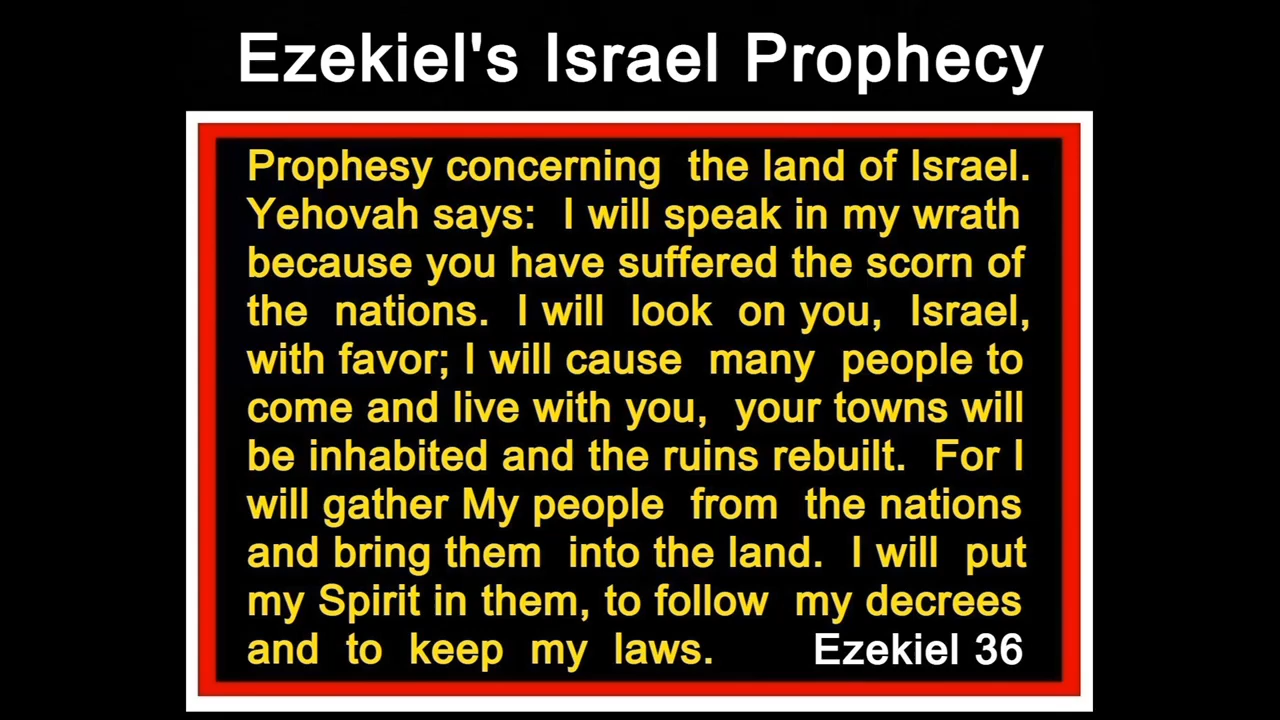 Ezekiel's Israel Prophecy
Prophesy concerning the land of Israel.
Yehovah says: I will speak in my wrath
because you have suffered the scorn of
the nations. I will look on you, Israel,
with favor; I will cause many people to
come and live with you, your towns will
be inhabited and the ruins rebuilt. For I
will gather My people from the nations
and bring them into the land. I will put
my Spirit in them, to follow my decrees
and to keep my laws. Ezekiel 36